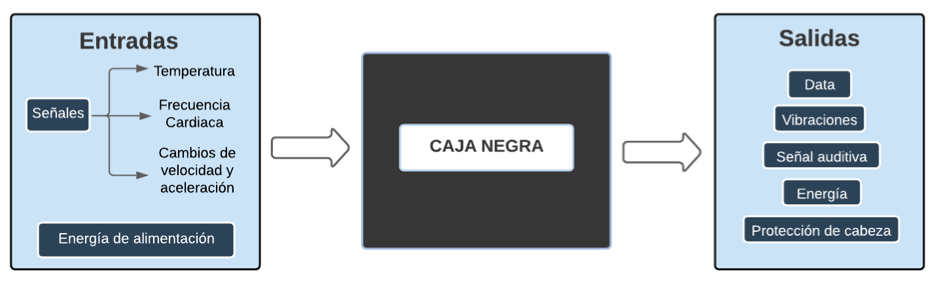 Entradas
Señales
Temperatura
Frecuencia
Cardiaca
Cambios de
velocidad y
aceleración
Energía de alimentación
CAJA NEGRA
Salidas
Data
Vibraciones
Señal auditiva
Energía
Protección de cabeza